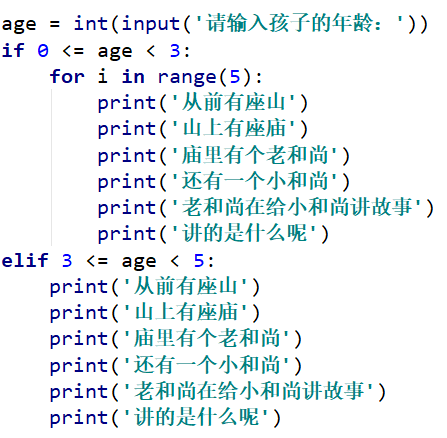 age = int(input('请输入孩子的年龄：'))
if 0 <= age < 3:
    for i in range(5):
        print('从前有座山')
        print('山上有座庙')
        print('庙里有个老和尚')
        print('还有一个小和尚')
        print('老和尚在给小和尚讲故事')
        print('讲的是什么呢')
elif 3 <= age < 5:
    print('从前有座山')
    print('山上有座庙')
    print('庙里有个老和尚')
    print('还有一个小和尚')
    print('老和尚在给小和尚讲故事')
    print('讲的是什么呢')